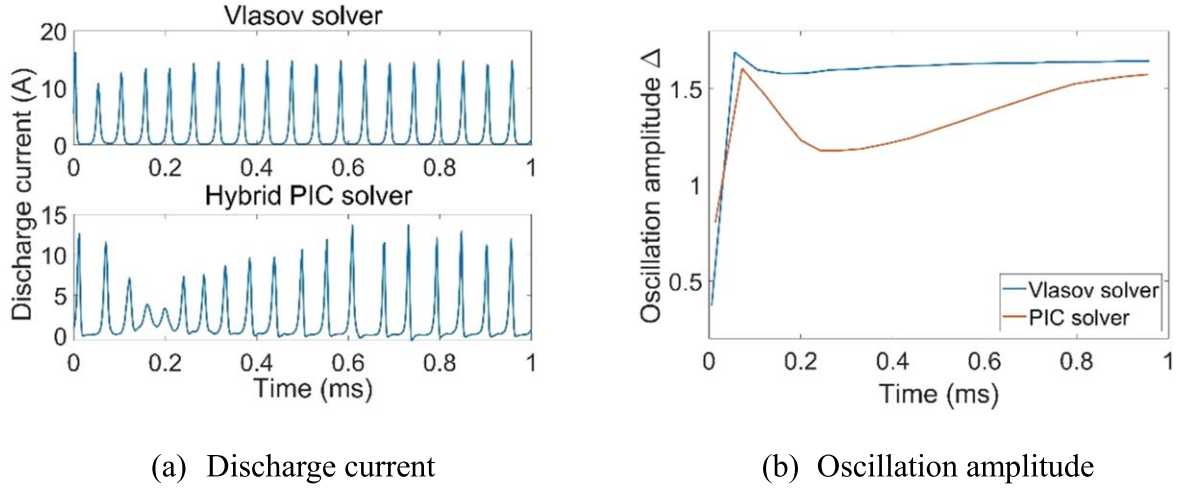 Vlasov solver
20
15
10
5
0
0 0.2 0.4 0.6 0.8 1
Discharge current (A)
Hybrid PIC solver
15
10
5
0
0 0.2 0.4 0.6 0.8 1
Time (ms)
Oscillation amplitude Δ
1.5
1
0.5
Vlasov solver
PIC solver
0 0.2 0.4 0.6 0.8 1
Time (ms)
(a) Discharge current
(b) Oscillation amplitude